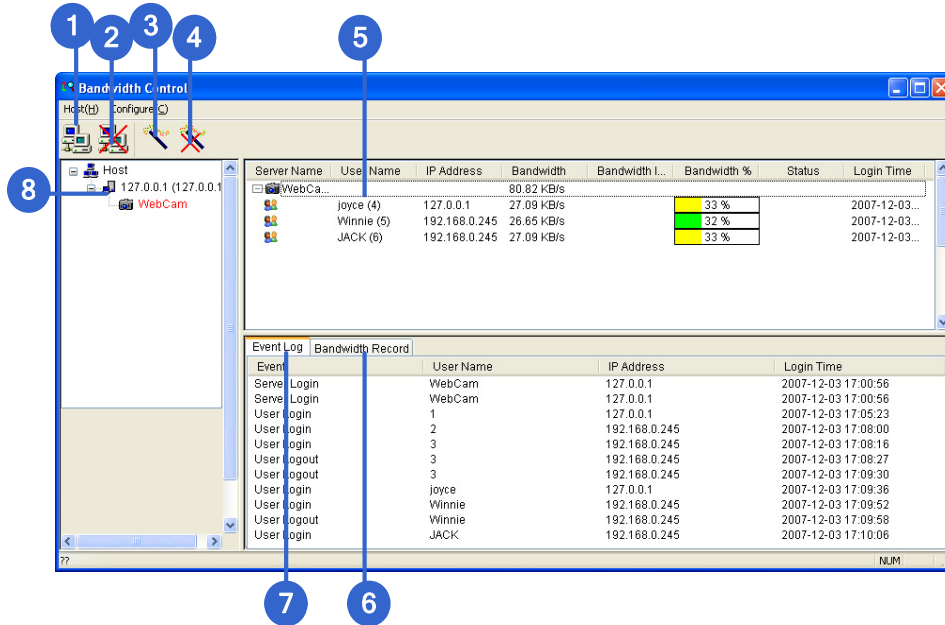 1
2
3
4
5
Bandwidth Control
Host(H) Configure(C)
Server Name User Name IP Address Bandwidth Bandwidth l... Bandwidth % Status Login Time
WebCa... 80.82 KB/s
joyce (4) 127.0.0.1 27.09 KB/s 33 % 2007-12-03...
Winnie (5) 192.168.0.245 26.65 KB/s 32 % 2007-12-03...
JACK (6) 192.168.0.245 27.09 KB/s 33 % 2007-12-03...
8
Host
127.0.0.1 (127.0.0.1
WebCam
Event Log Bandwidth Record
Event User Name IP Address Login Time
Server Login WebCam 127.0.0.1 2007-12-03 17:00:56
Server Login WebCam 127.0.0.1 2007-12-03 17:00:56
User Login 1 127.0.0.1 2007-12-03 17:05:23
User Login 2 192.168.0.245 2007-12-03 17:08:00
User Login 3 192.168.0.245 2007-12-03 17:08:16
User Logout 3 192.168.0.245 2007-12-03 17:08:27
User Logout 3 192.168.0.245 2007-12-03 17:09:30
User Login joyce 127.0.0.1 2007-12-03 17:09:36
User Login Winnie 192.168.0.245 2007-12-03 17:09:52
User Logout Winnie 192.168.0.245 2007-12-03 17:09:58
User Login JACK 192.168.0.245 2007-12-03 17:10:06
?? NUM
7
6